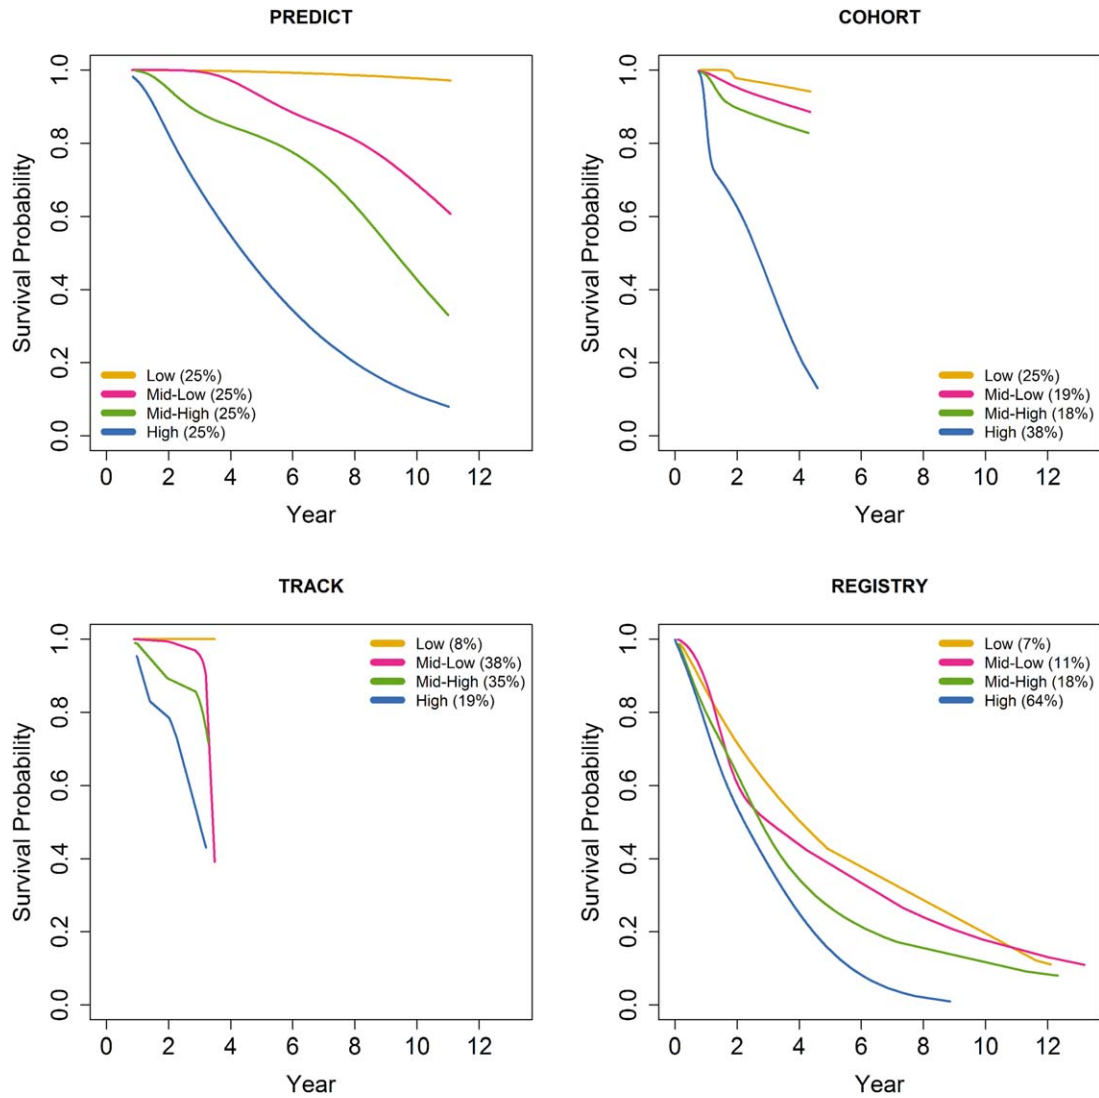 PREDICT
Survival Probability
1.0
0.8
0.6
0.4
0.2
0.0
Low (25%)
Mid-Low (25%)
Mid-High (25%)
High (25%)
0 2 4 6 8 10 12
Year
COHORT
Survival Probability
1.0
0.8
0.6
0.4
0.2
0.0
Low (25%)
Mid-Low (19%)
Mid-High (18%)
High (38%)
0 2 4 6 8 10 12
Year
TRACK
Survival Probability
1.0
0.8
0.6
0.4
0.2
0.0
Low (8%)
Mid-Low (38%)
Mid-High (35%)
High (19%)
0 2 4 6 8 10 12
Year
REGISTRY
Survival Probability
1.0
0.8
0.6
0.4
0.2
0.0
Low (7%)
Mid-Low (11%)
Mid-High (18%)
High (64%)
0 2 4 6 8 10 12
Year